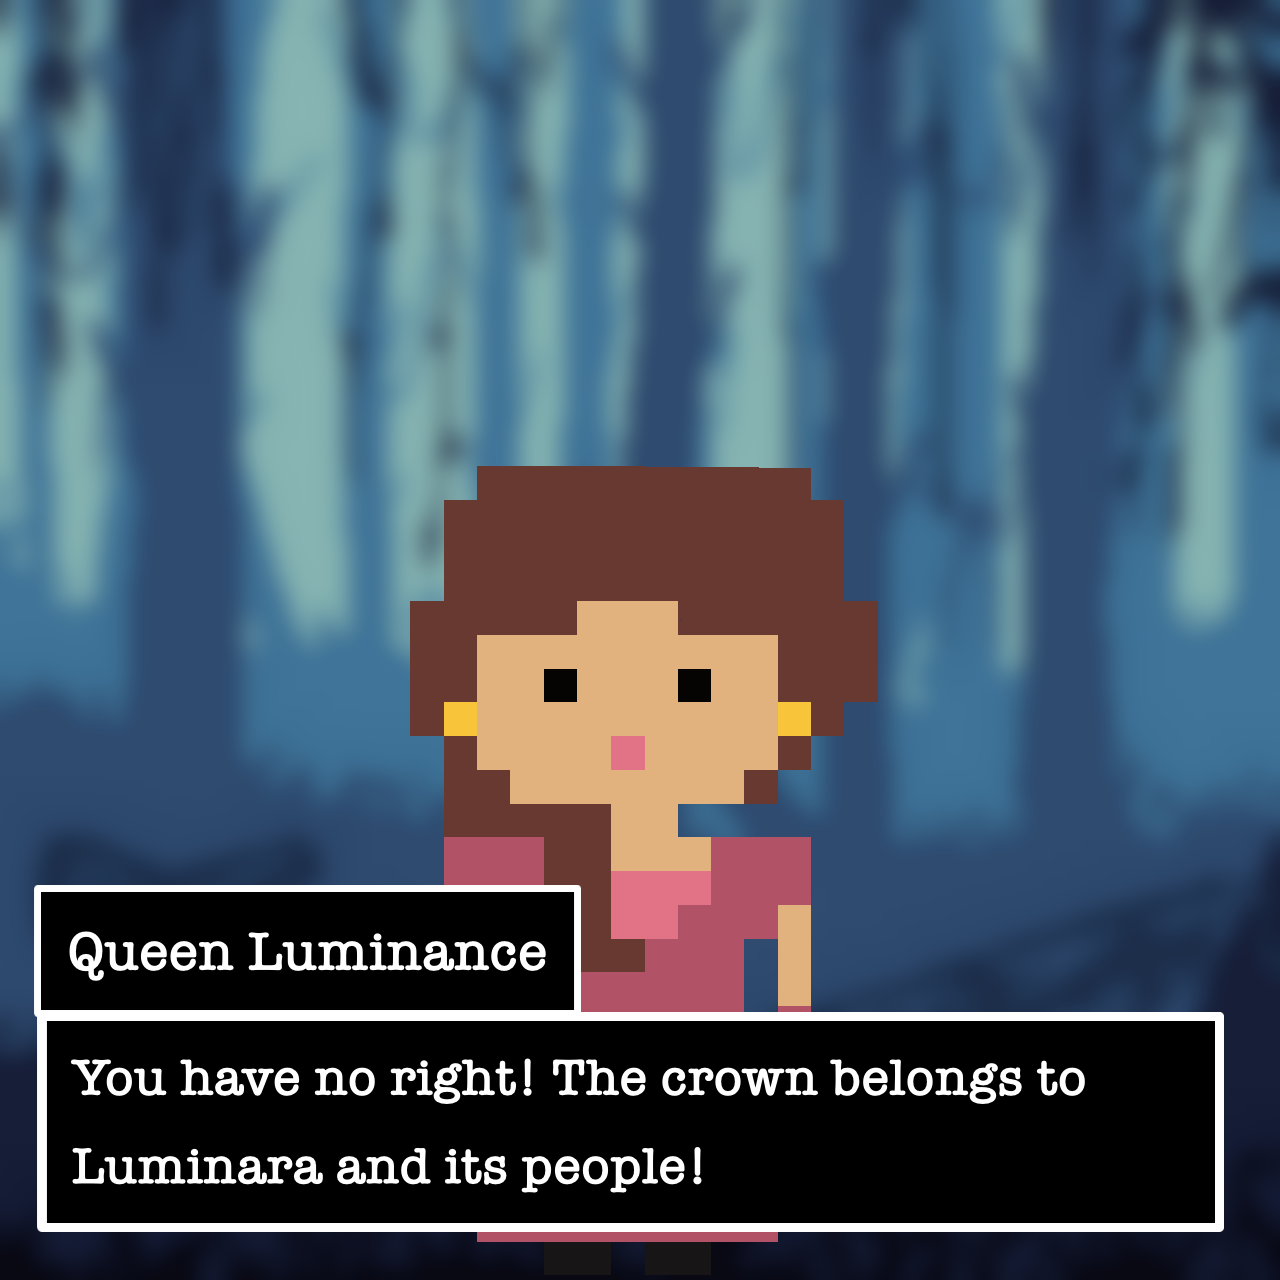 Queen Luminance
You have no right! The crown belongs to
Luminara and its people!